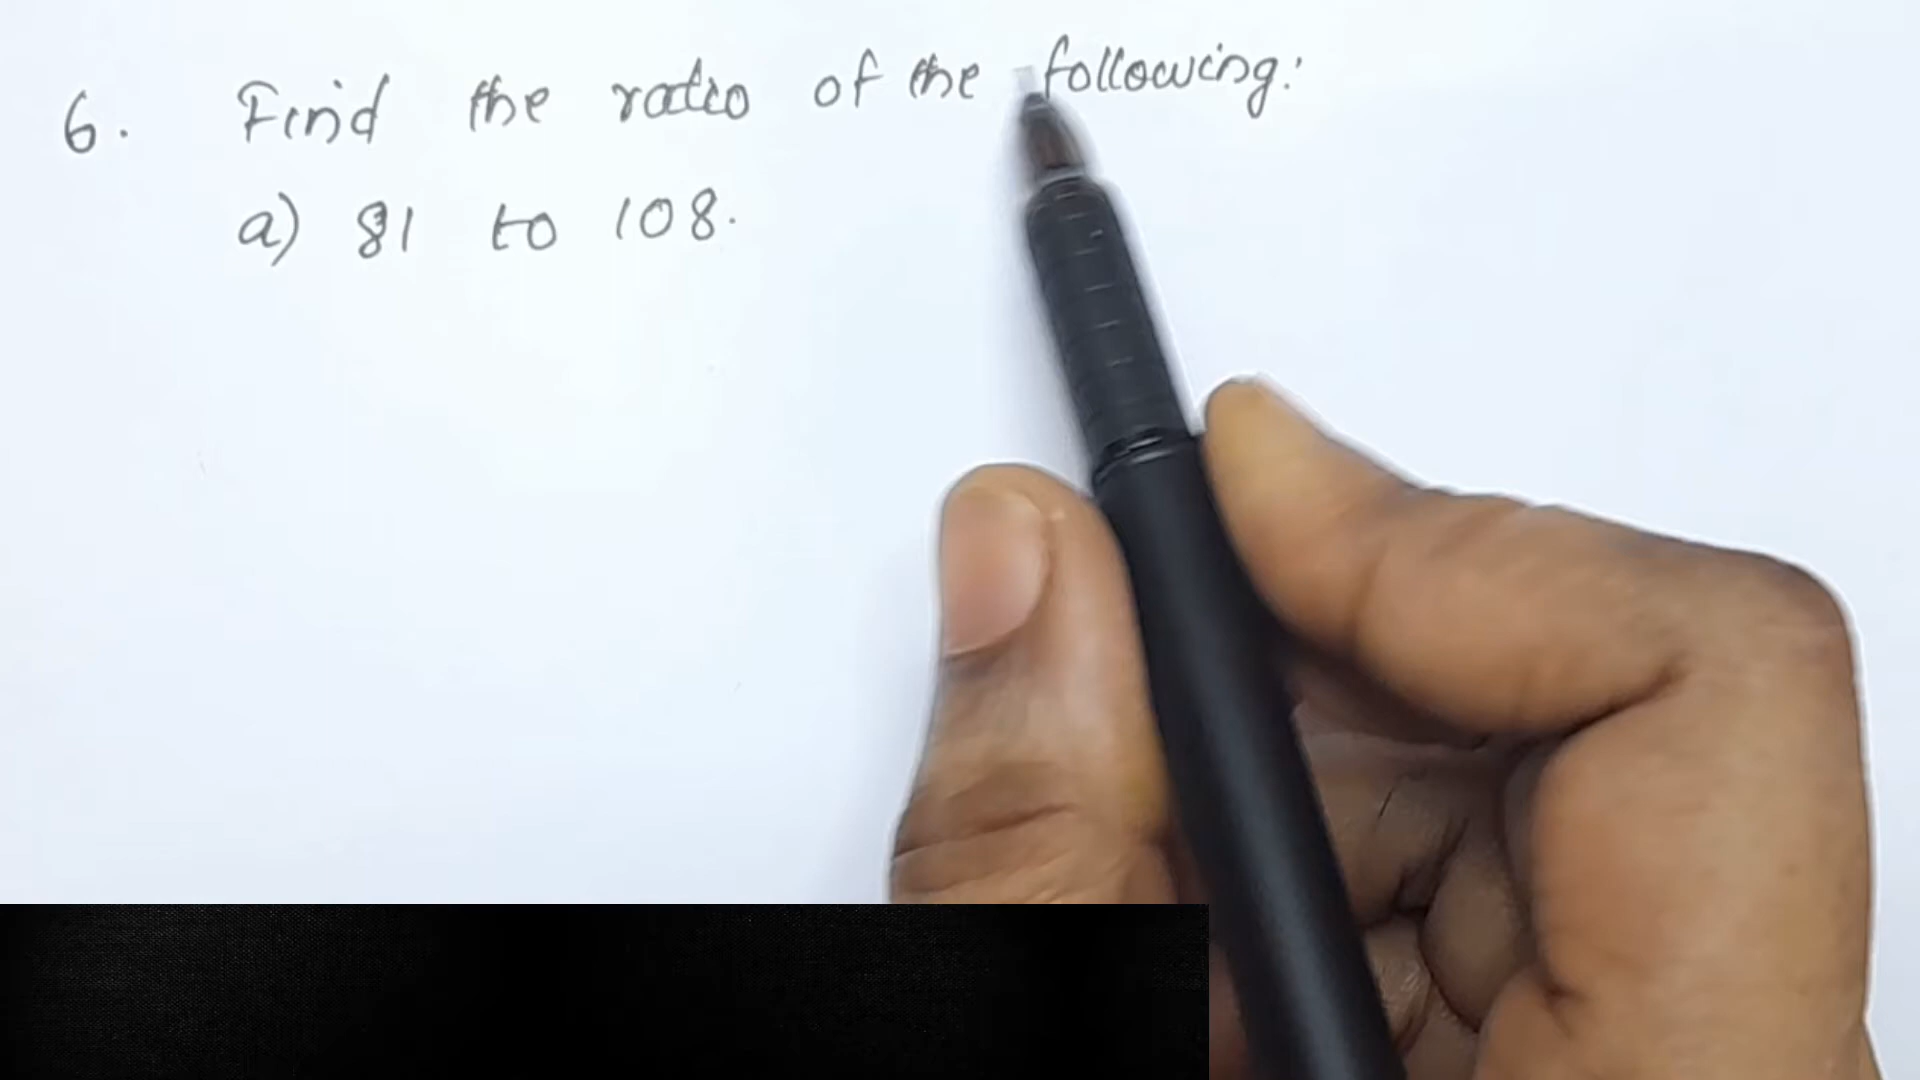 6. Find the ratio of the following:
a) 81 to 108.